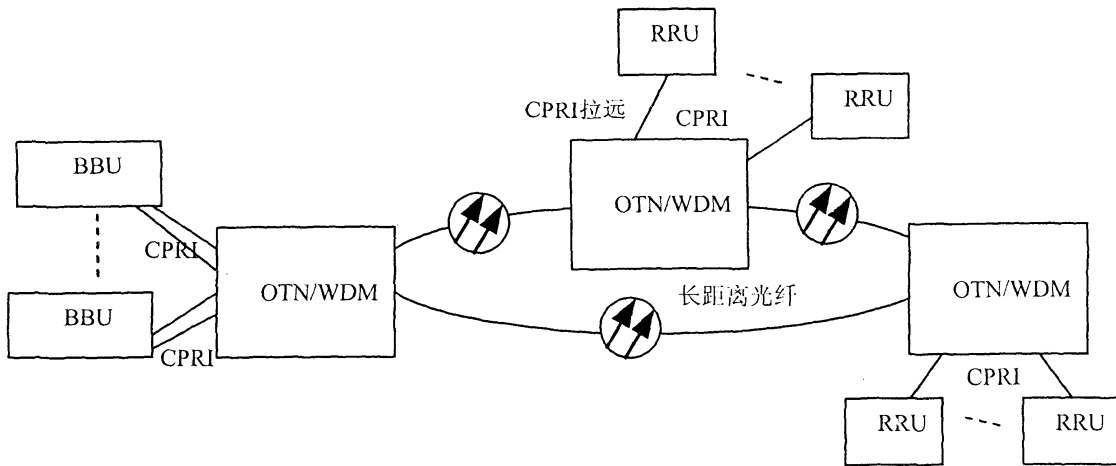 RRU
RRU
CPRI拉远
CPRI
BBU
OTN/WDM
CPRI
OTN/WDM
OTN/WDM
长距离光纤
BBU
CPRI
CPRI
RRU
RRU